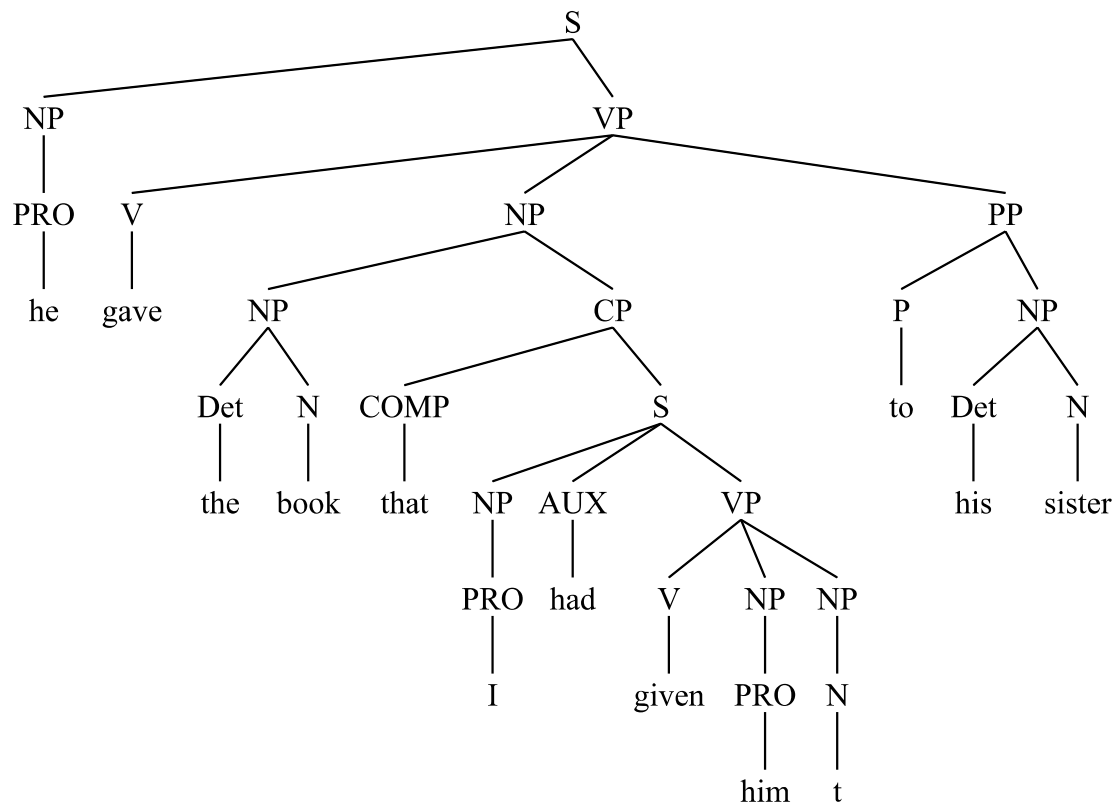 S
NP VP
PRO V NP PP
he gave NP CP P NP
Det N COMP S to Det N
the book that NP AUX VP his sister
PRO had V NP NP
I given PRO N
him t